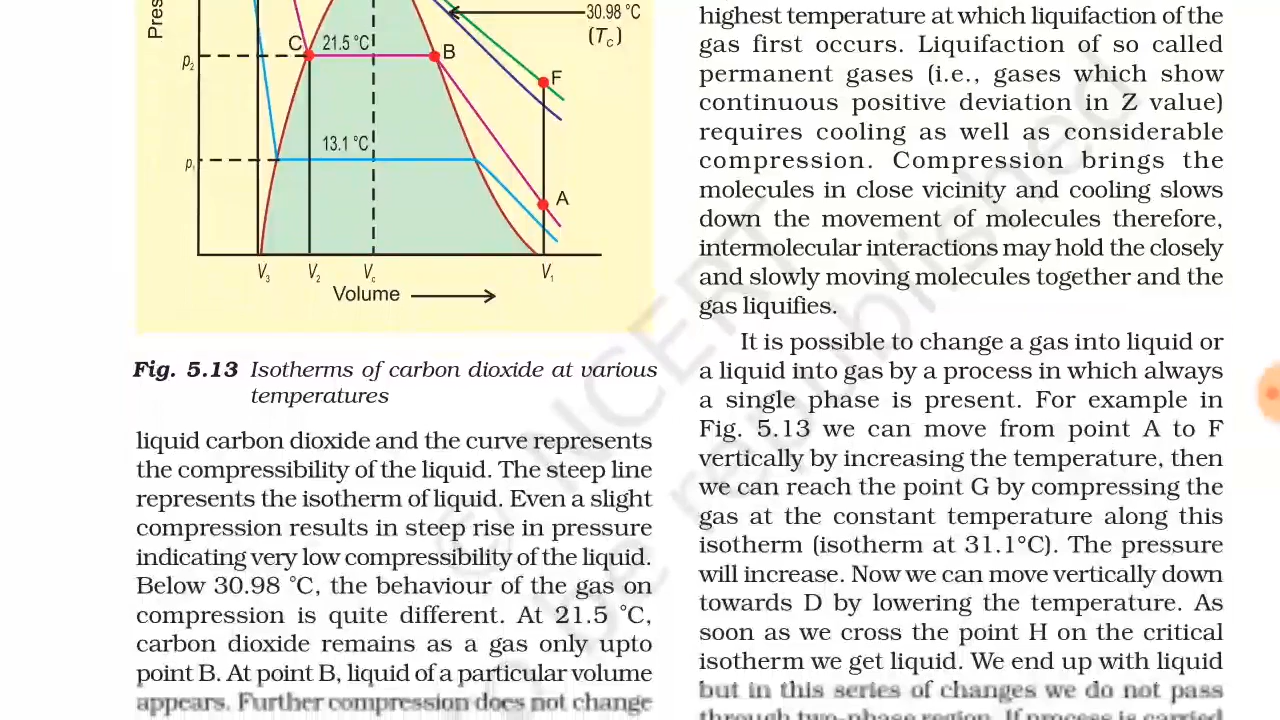 Pres
30.98 °C
(Tc)
C
21.5 °C
B
p2
F
13.1 °C
p1
A
V3
V2
Vc
V1
Volume
Fig. 5.13 Isotherms of carbon dioxide at various
temperatures
liquid carbon dioxide and the curve represents
the compressibility of the liquid. The steep line
represents the isotherm of liquid. Even a slight
compression results in steep rise in pressure
indicating very low compressibility of the liquid.
Below 30.98 °C, the behaviour of the gas on
compression is quite different. At 21.5 °C,
carbon dioxide remains as a gas only upto
point B. At point B, liquid of a particular volume
appears. Further compression does not change
highest temperature at which liquifaction of the
gas first occurs. Liquifaction of so called
permanent gases (i.e., gases which show
continuous positive deviation in Z value)
requires cooling as well as considerable
compression. Compression brings the
molecules in close vicinity and cooling slows
down the movement of molecules therefore,
intermolecular interactions may hold the closely
and slowly moving molecules together and the
gas liquifies.
It is possible to change a gas into liquid or
a liquid into gas by a process in which always
a single phase is present. For example in
Fig. 5.13 we can move from point A to F
vertically by increasing the temperature, then
we can reach the point G by compressing the
gas at the constant temperature along this
isotherm (isotherm at 31.1°C). The pressure
will increase. Now we can move vertically down
towards D by lowering the temperature. As
soon as we cross the point H on the critical
isotherm we get liquid. We end up with liquid
but in this series of changes we do not pass
through two-phase region. If process is carried
© NCERT
be republished